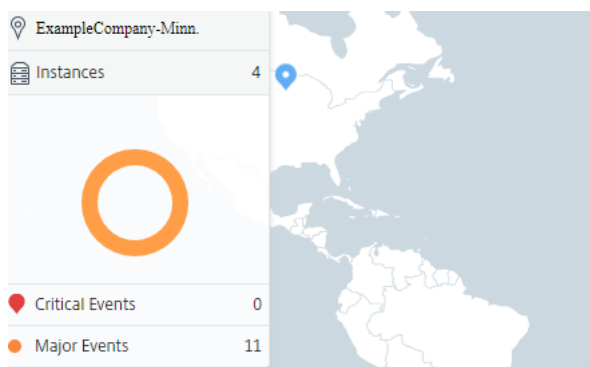 ExampleCompany-Minn.
Instances 4
Critical Events 0
Major Events 11